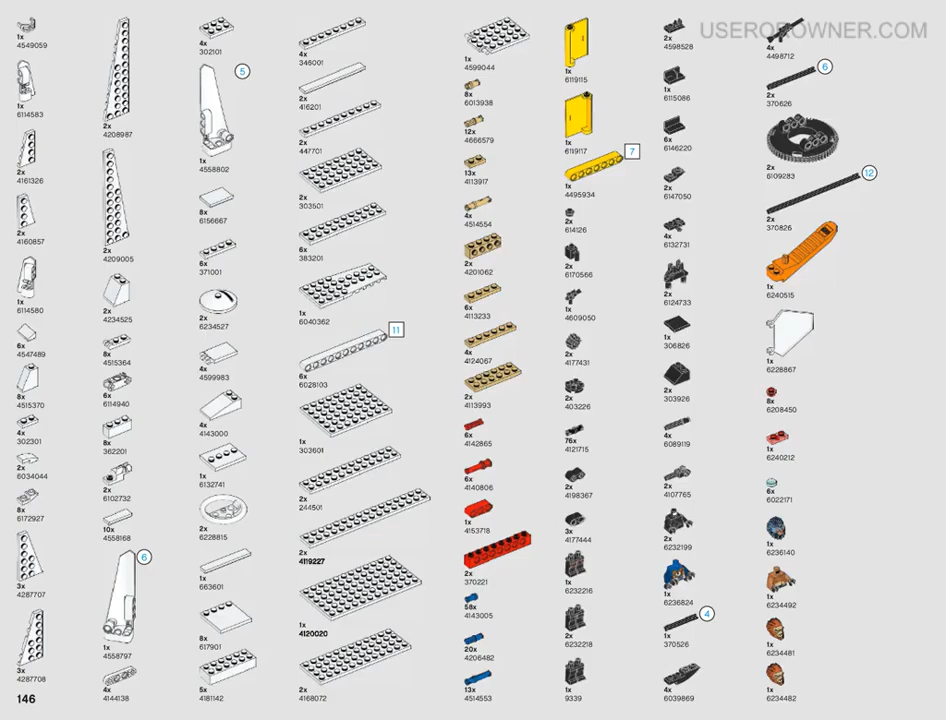 USERОROWNER.COM
1x
4549059
1x
6114583
2x
4161326
2x
4160857
1x
6114580
6x
4547489
8x
4515370
4x
302301
2x
6034044
8x
6172927
3x
4287707
3x
4287708
146
2x
4208987
2x
4209005
2x
4234525
8x
4515364
6x
6114940
8x
362201
2x
6102732
10x
4558168
6
1x
4558797
4x
4144138
4x
302101
5
1x
4558802
8x
6156667
6x
371001
2x
6234527
4x
4599983
4x
4143000
1x
6132741
2x
6228815
1x
663601
8x
617901
5x
4181142
4x
346001
2x
416201
2x
447701
2x
303501
6x
383201
1x
6040362
11
6x
6028103
1x
303601
2x
244501
2x
4119227
1x
4120020
2x
4168072
1x
4599044
8x
6013938
12x
4666579
13x
4113917
4x
4514554
2x
4201062
6x
4113233
4x
4124067
2x
4113993
6x
4142865
6x
4140806
1x
4153718
2x
370221
58x
4143005
20x
4206482
13x
4514553
1x
6119115
1x
6119117
7
1x
4495934
2x
614126
2x
6170566
1x
4609050
2x
4177431
2x
403226
76x
4121715
2x
4198367
3x
4177444
1x
6232216
2x
6232218
1x
9339
2x
4598528
1x
6115086
6x
6146220
2x
6147050
4x
6132731
2x
6124733
1x
306826
2x
303926
4x
6089119
2x
4107765
2x
6232199
1x
6236824
4
1x
370526
4x
6039869
4x
4498712
6
2x
370626
2x
6109283
12
2x
370826
1x
6240515
1x
6228867
8x
6208450
1x
6240212
6x
6022171
1x
6236140
1x
6234492
1x
6234481
1x
6234482